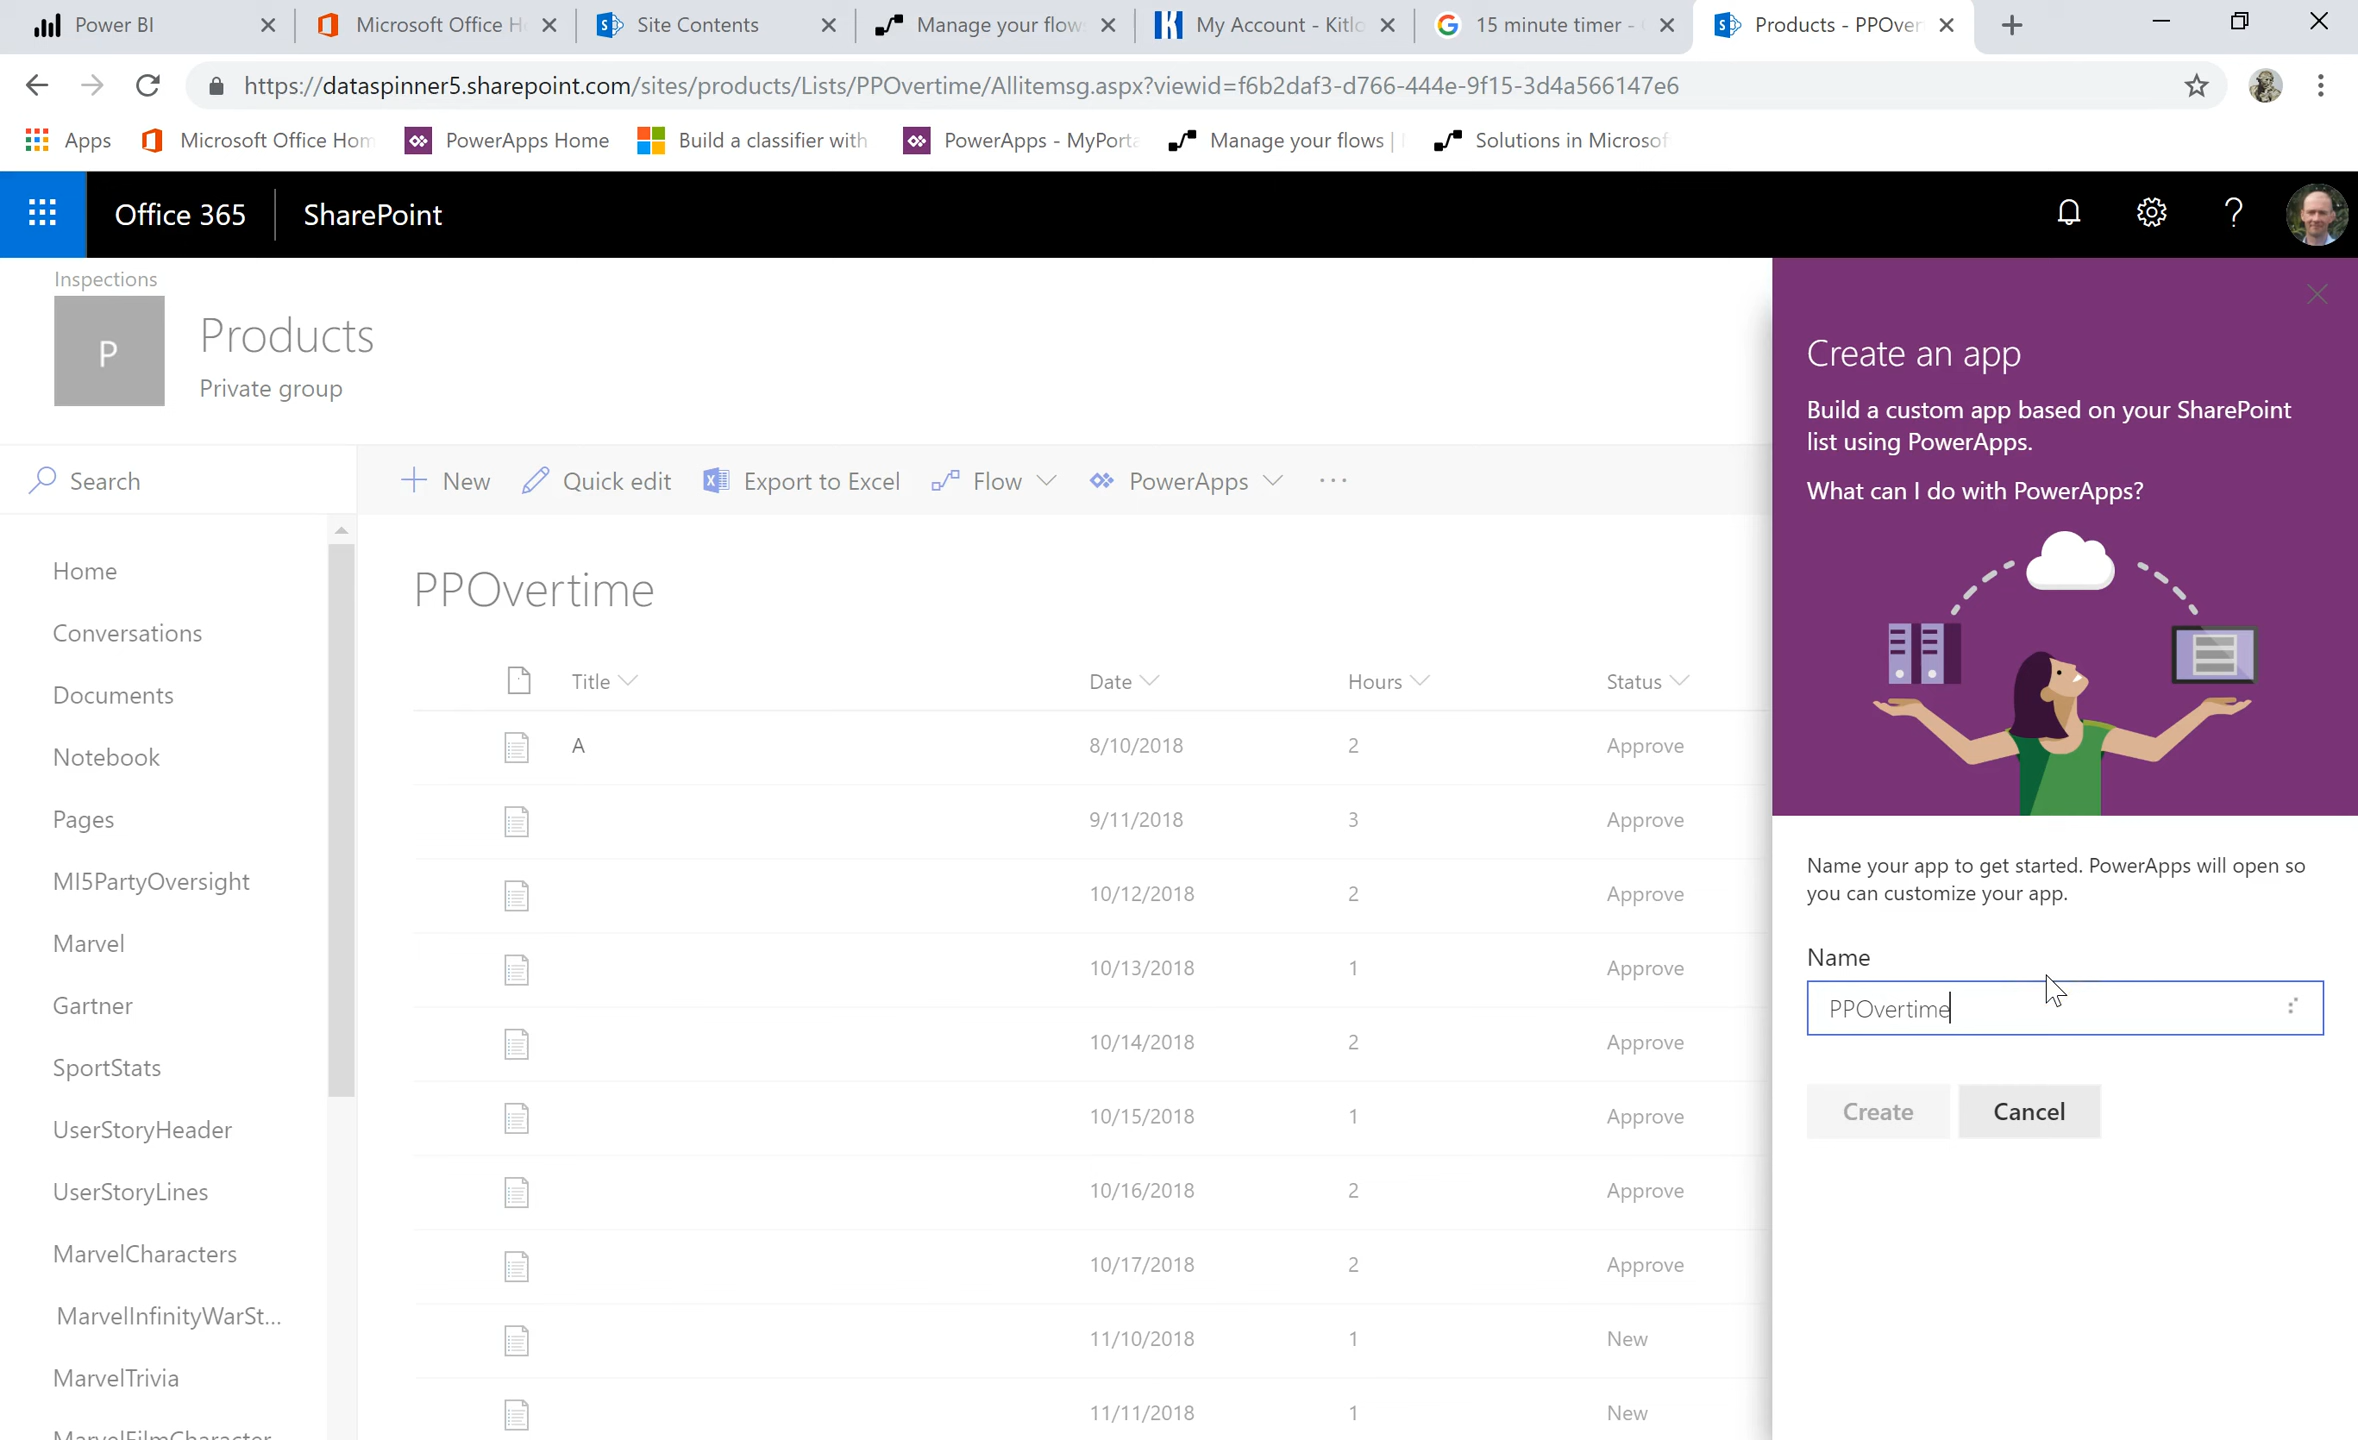 Power BI
Microsoft Office H
Site Contents
Manage your flow
My Account - Kitlo
15 minute timer -
Products - PPOver
https://dataspinner5.sharepoint.com/sites/products/Lists/PPOvertime/Allitemsg.aspx?viewid=f6b2daf3-d766-444e-9f15-3d4a566147e6
Apps
Microsoft Office Hom
PowerApps Home
Build a classifier with
PowerApps - MyPorta
Manage your flows |
Solutions in Microsof
Office 365
SharePoint
Inspections
P
Products
Private group
Search
New
Quick edit
Export to Excel
Flow
PowerApps
Home
Conversations
Documents
Notebook
Pages
MI5PartyOversight
Marvel
Gartner
SportStats
UserStoryHeader
UserStoryLines
MarvelCharacters
MarvelInfinityWarSt...
MarvelTrivia
MarvelFilmCharacter
PPOvertime
Title Date Hours Status
A 8/10/2018 2 Approve
9/11/2018 3 Approve
10/12/2018 2 Approve
10/13/2018 1 Approve
10/14/2018 2 Approve
10/15/2018 1 Approve
10/16/2018 2 Approve
10/17/2018 2 Approve
11/10/2018 1 New
11/11/2018 1 New
Create an app
Build a custom app based on your SharePoint
list using PowerApps.
What can I do with PowerApps?
Name your app to get started. PowerApps will open so
you can customize your app.
Name
PPOvertime
Create
Cancel